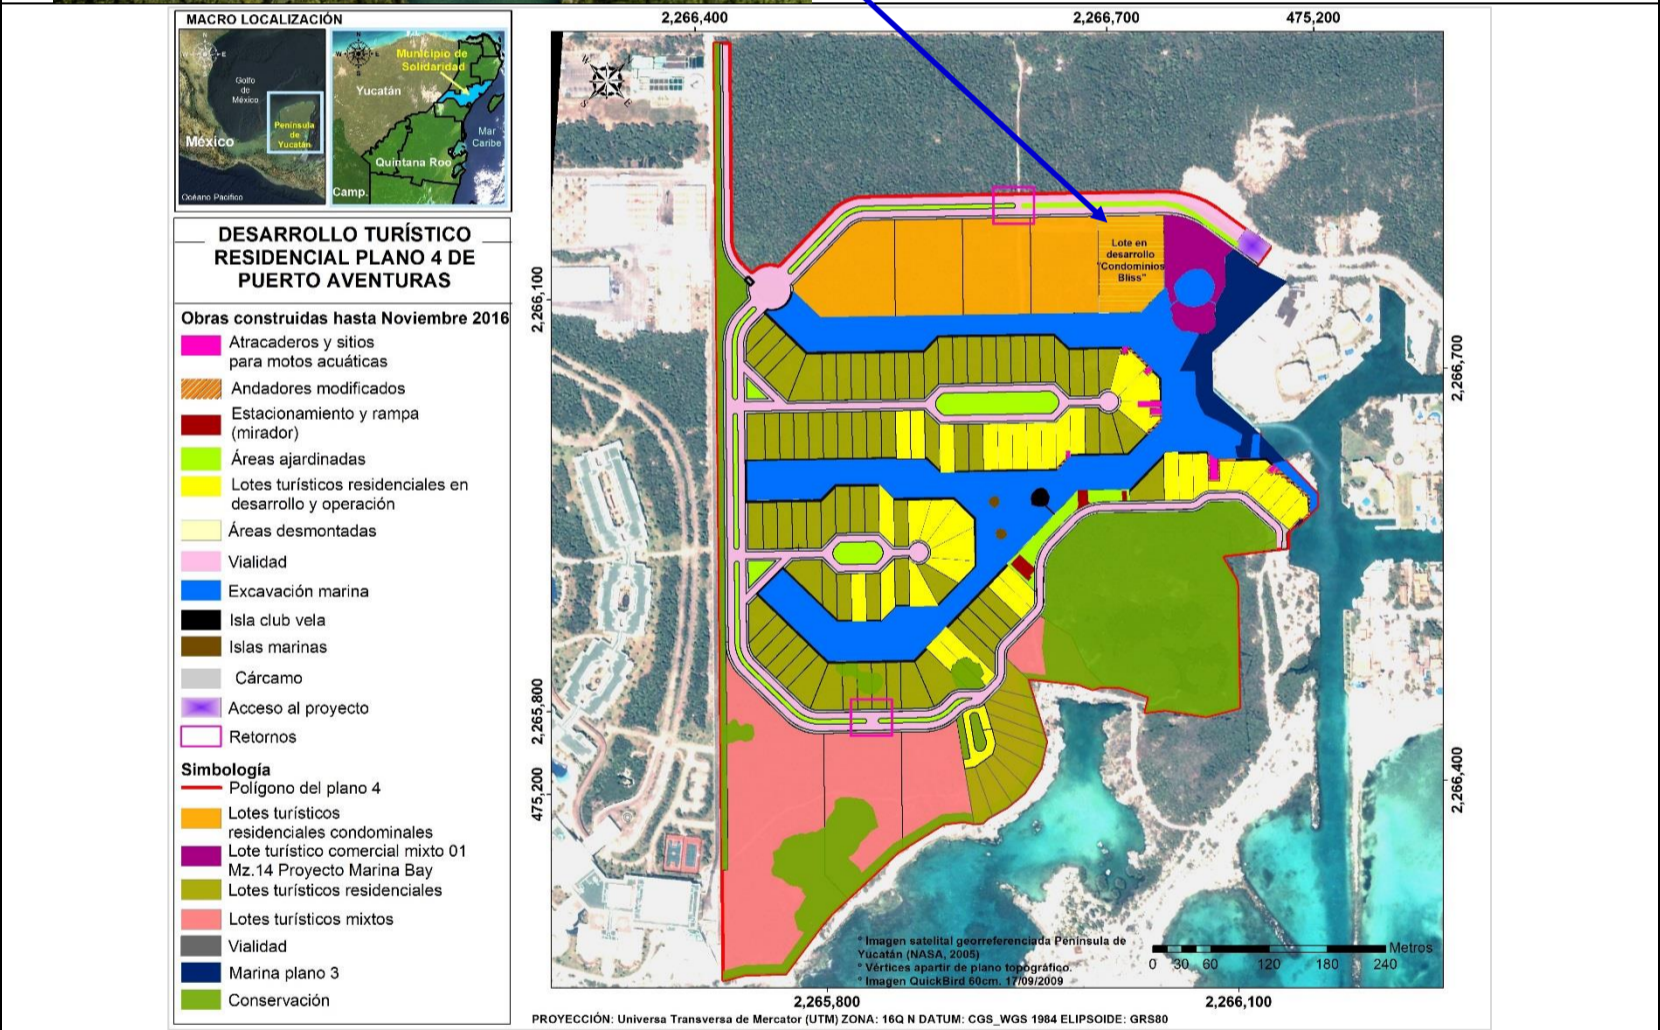 MACRO LOCALIZACIÓN
Golfo
de
México
México
Península
de
Yucatán
Océano Pacífico
Municipio de
Solidaridad
Yucatán
Mar
Caribe
Quintana Roo
Camp.
DESARROLLO TURÍSTICO
RESIDENCIAL PLANO 4 DE
PUERTO AVENTURAS
Obras construidas hasta Noviembre 2016
Atracaderos y sitios
para motos acuáticas
Andadores modificados
Estacionamiento y rampa
(mirador)
Áreas ajardinadas
Lotes turísticos residenciales en
desarrollo y operación
Áreas desmontadas
Vialidad
Excavación marina
Isla club vela
Islas marinas
Cárcamo
Acceso al proyecto
Retornos
Simbología
Polígono del plano 4
Lotes turísticos
residenciales condominales
Lote turístico comercial mixto 01
Mz.14 Proyecto Marina Bay
Lotes turísticos residenciales
Lotes turísticos mixtos
Vialidad
Marina plano 3
Conservación
2,266,400
2,266,700
475,200
2,266,100
2,265,800
475,200
2,266,700
2,266,400
Lote en
desarrollo
"Condominios
Bliss"
* Imagen satelital georreferenciada Península de
Yucatán (NASA, 2005)
* Vértices apartir de plano topográfico.
* Imagen QuickBird 60cm. 17/09/2009
Metros
0 30 60 120 180 240
2,265,800
2,266,100
PROYECCIÓN: Universa Transversa de Mercator (UTM) ZONA: 16Q N DATUM: CGS_WGS 1984 ELIPSOIDE: GRS80